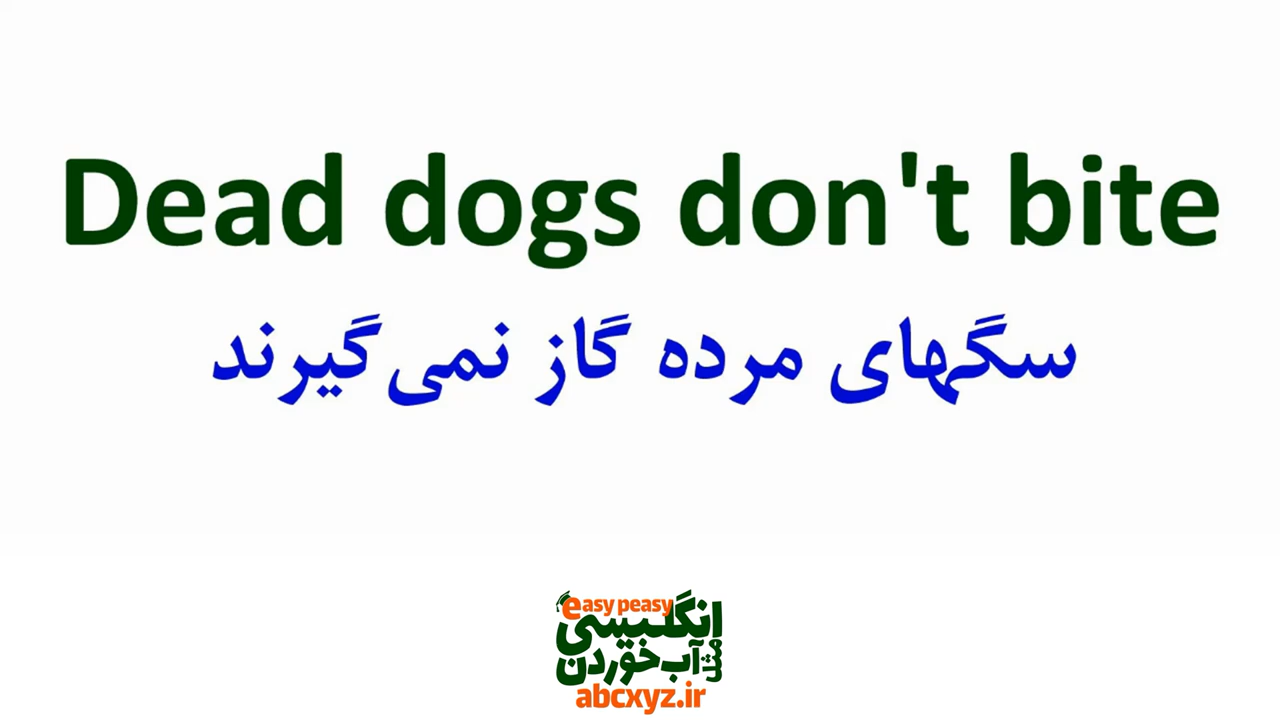 Dead dogs don't bite
سگهای مرده گاز نمی‌گیرند
easy peasy
انگلیسی
مثل آب خوردن
abcxyz.ir